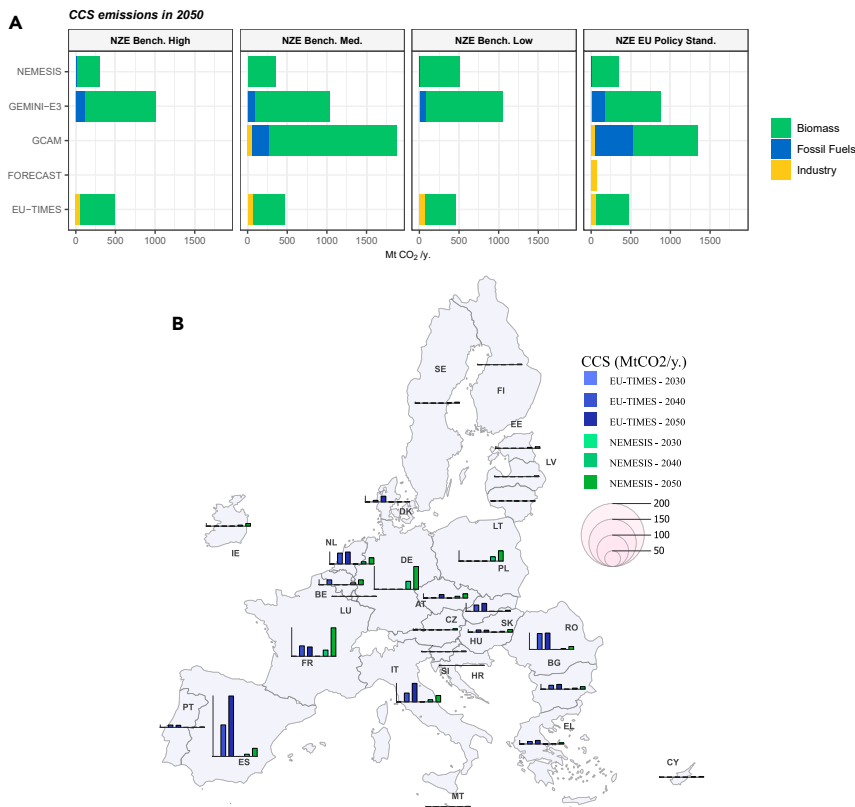 CCS emissions in 2050
A
NZE Bench. High
NZE Bench. Med.
NZE Bench. Low
NZE EU Policy Stand.
NEMESIS
GEMINI−E3
GCAM
FORECAST
EU−TIMES
0 500 1000 1500
0 500 1000 1500
0 500 1000 1500
0 500 1000 1500
Mt CO₂ /y.
Biomass
Fossil Fuels
Industry
B
CCS (MtCO2/y.)
EU-TIMES - 2030
EU-TIMES - 2040
EU-TIMES - 2050
NEMESIS - 2030
NEMESIS - 2040
NEMESIS - 2050
200
150
100
50
SE
FI
EE
LV
DK
LT
IE
NL
DE
PL
BE
AT
LU
CZ
SK
RO
HU
FR
IT
BG
SI
HR
PT
EL
ES
CY
MT